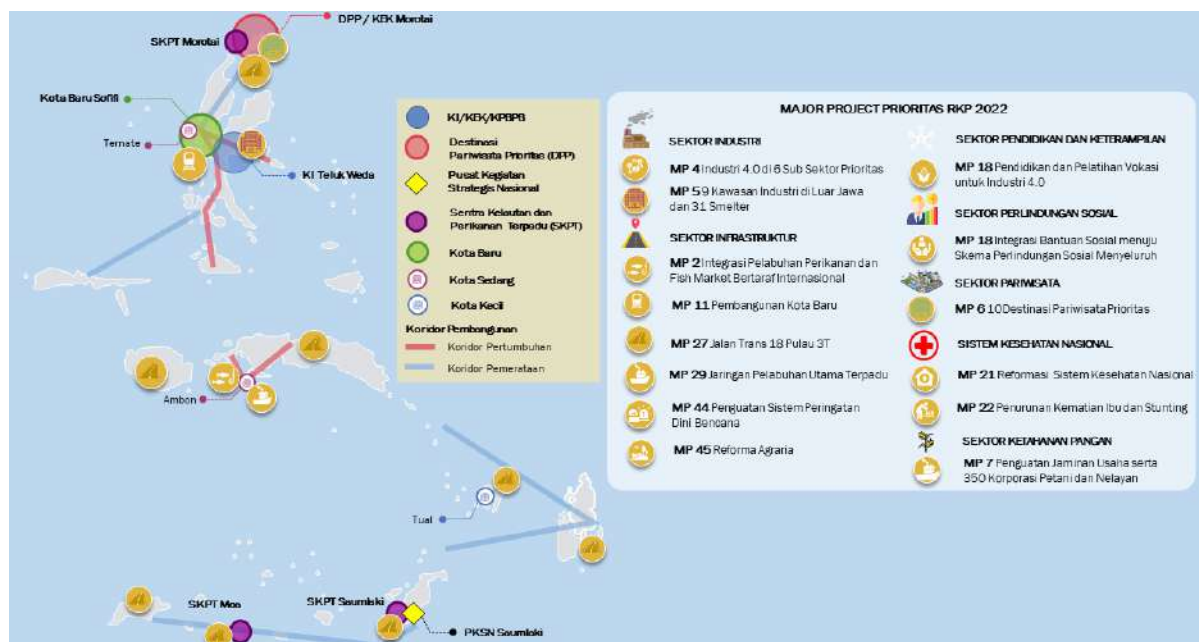 DPP / KEK Morotai
SKPT Morotai
Kota Baru Sofifi
Ternate
KI Teluk Weda
Ambon
Tual
SKPT Moa
SKPT Saumlaki
PKSN Saumlaki
KI/KEK/KPBPB
Destinasi
Pariwisata Prioritas (DPP)
Pusat Kegiatan
Strategis Nasional
Sentra Kelautan dan
Perikanan Terpadu (SKPT)
Kota Baru
Kota Sedang
Kota Kecil
Koridor Pembangunan
Koridor Pertumbuhan
Koridor Pemerataan
MAJOR PROJECT PRIORITAS RKP 2022
SEKTOR INDUSTRI
MP 4 Industri 4.0 di 6 Sub Sektor Prioritas
MP 5 9 Kawasan Industri di Luar Jawa
dan 31 Smelter
SEKTOR INFRASTRUKTUR
MP 2 Integrasi Pelabuhan Perikanan dan
Fish Market Bertaraf Internasional
MP 11 Pembangunan Kota Baru
MP 27 Jalan Trans 18 Pulau 3T
MP 29 Jaringan Pelabuhan Utama Terpadu
MP 44 Penguatan Sistem Peringatan
Dini Bencana
MP 45 Reforma Agraria
SEKTOR PENDIDIKAN DAN KETERAMPILAN
MP 18 Pendidikan dan Pelatihan Vokasi
untuk Industri 4.0
SEKTOR PERLINDUNGAN SOSIAL
MP 18 Integrasi Bantuan Sosial menuju
Skema Perlindungan Sosial Menyeluruh
SEKTOR PARIWISATA
MP 6 10 Destinasi Pariwisata Prioritas
SISTEM KESEHATAN NASIONAL
MP 21 Reformasi Sistem Kesehatan Nasional
MP 22 Penurunan Kematian Ibu dan Stunting
SEKTOR KETAHANAN PANGAN
MP 7 Penguatan Jaminan Usaha serta
350 Korporasi Petani dan Nelayan